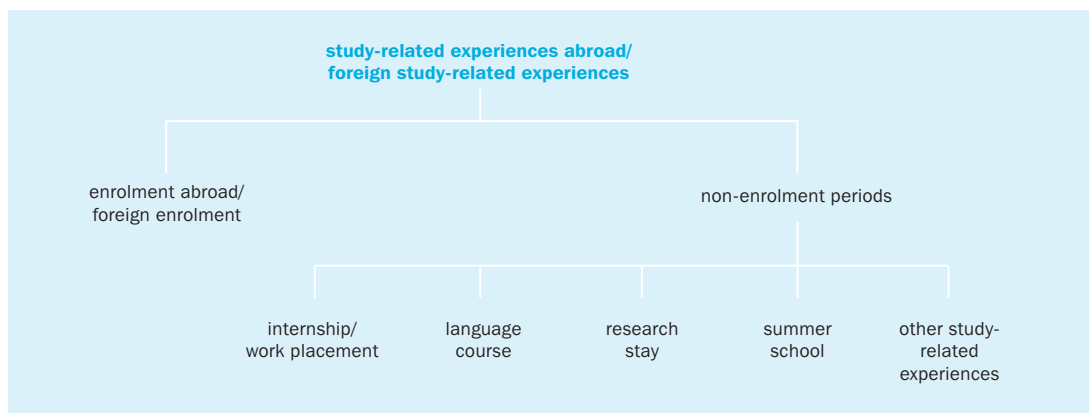 study-related experiences abroad/
foreign study-related experiences
enrolment abroad/
foreign enrolment
non-enrolment periods
internship/
work placement
language
course
research
stay
summer
school
other study-
related
experiences